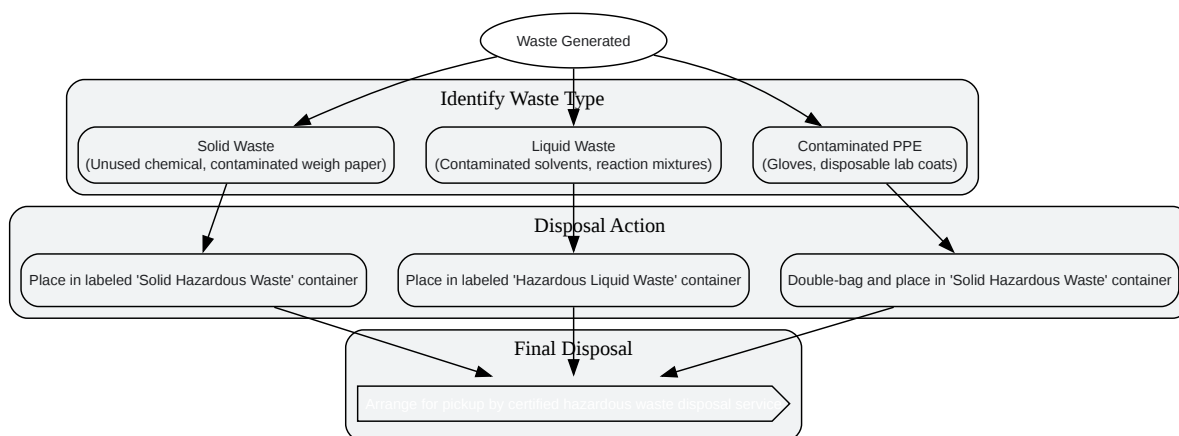 Waste Generated
Identify Waste Type
Solid Waste
(Unused chemical, contaminated weigh paper)
Liquid Waste
(Contaminated solvents, reaction mixtures)
Contaminated PPE
(Gloves, disposable lab coats)
Disposal Action
Place in labeled 'Solid Hazardous Waste' container
Place in labeled 'Hazardous Liquid Waste' container
Double-bag and place in 'Solid Hazardous Waste' container
Final Disposal
Arrange for pickup by certified hazardous waste disposal service